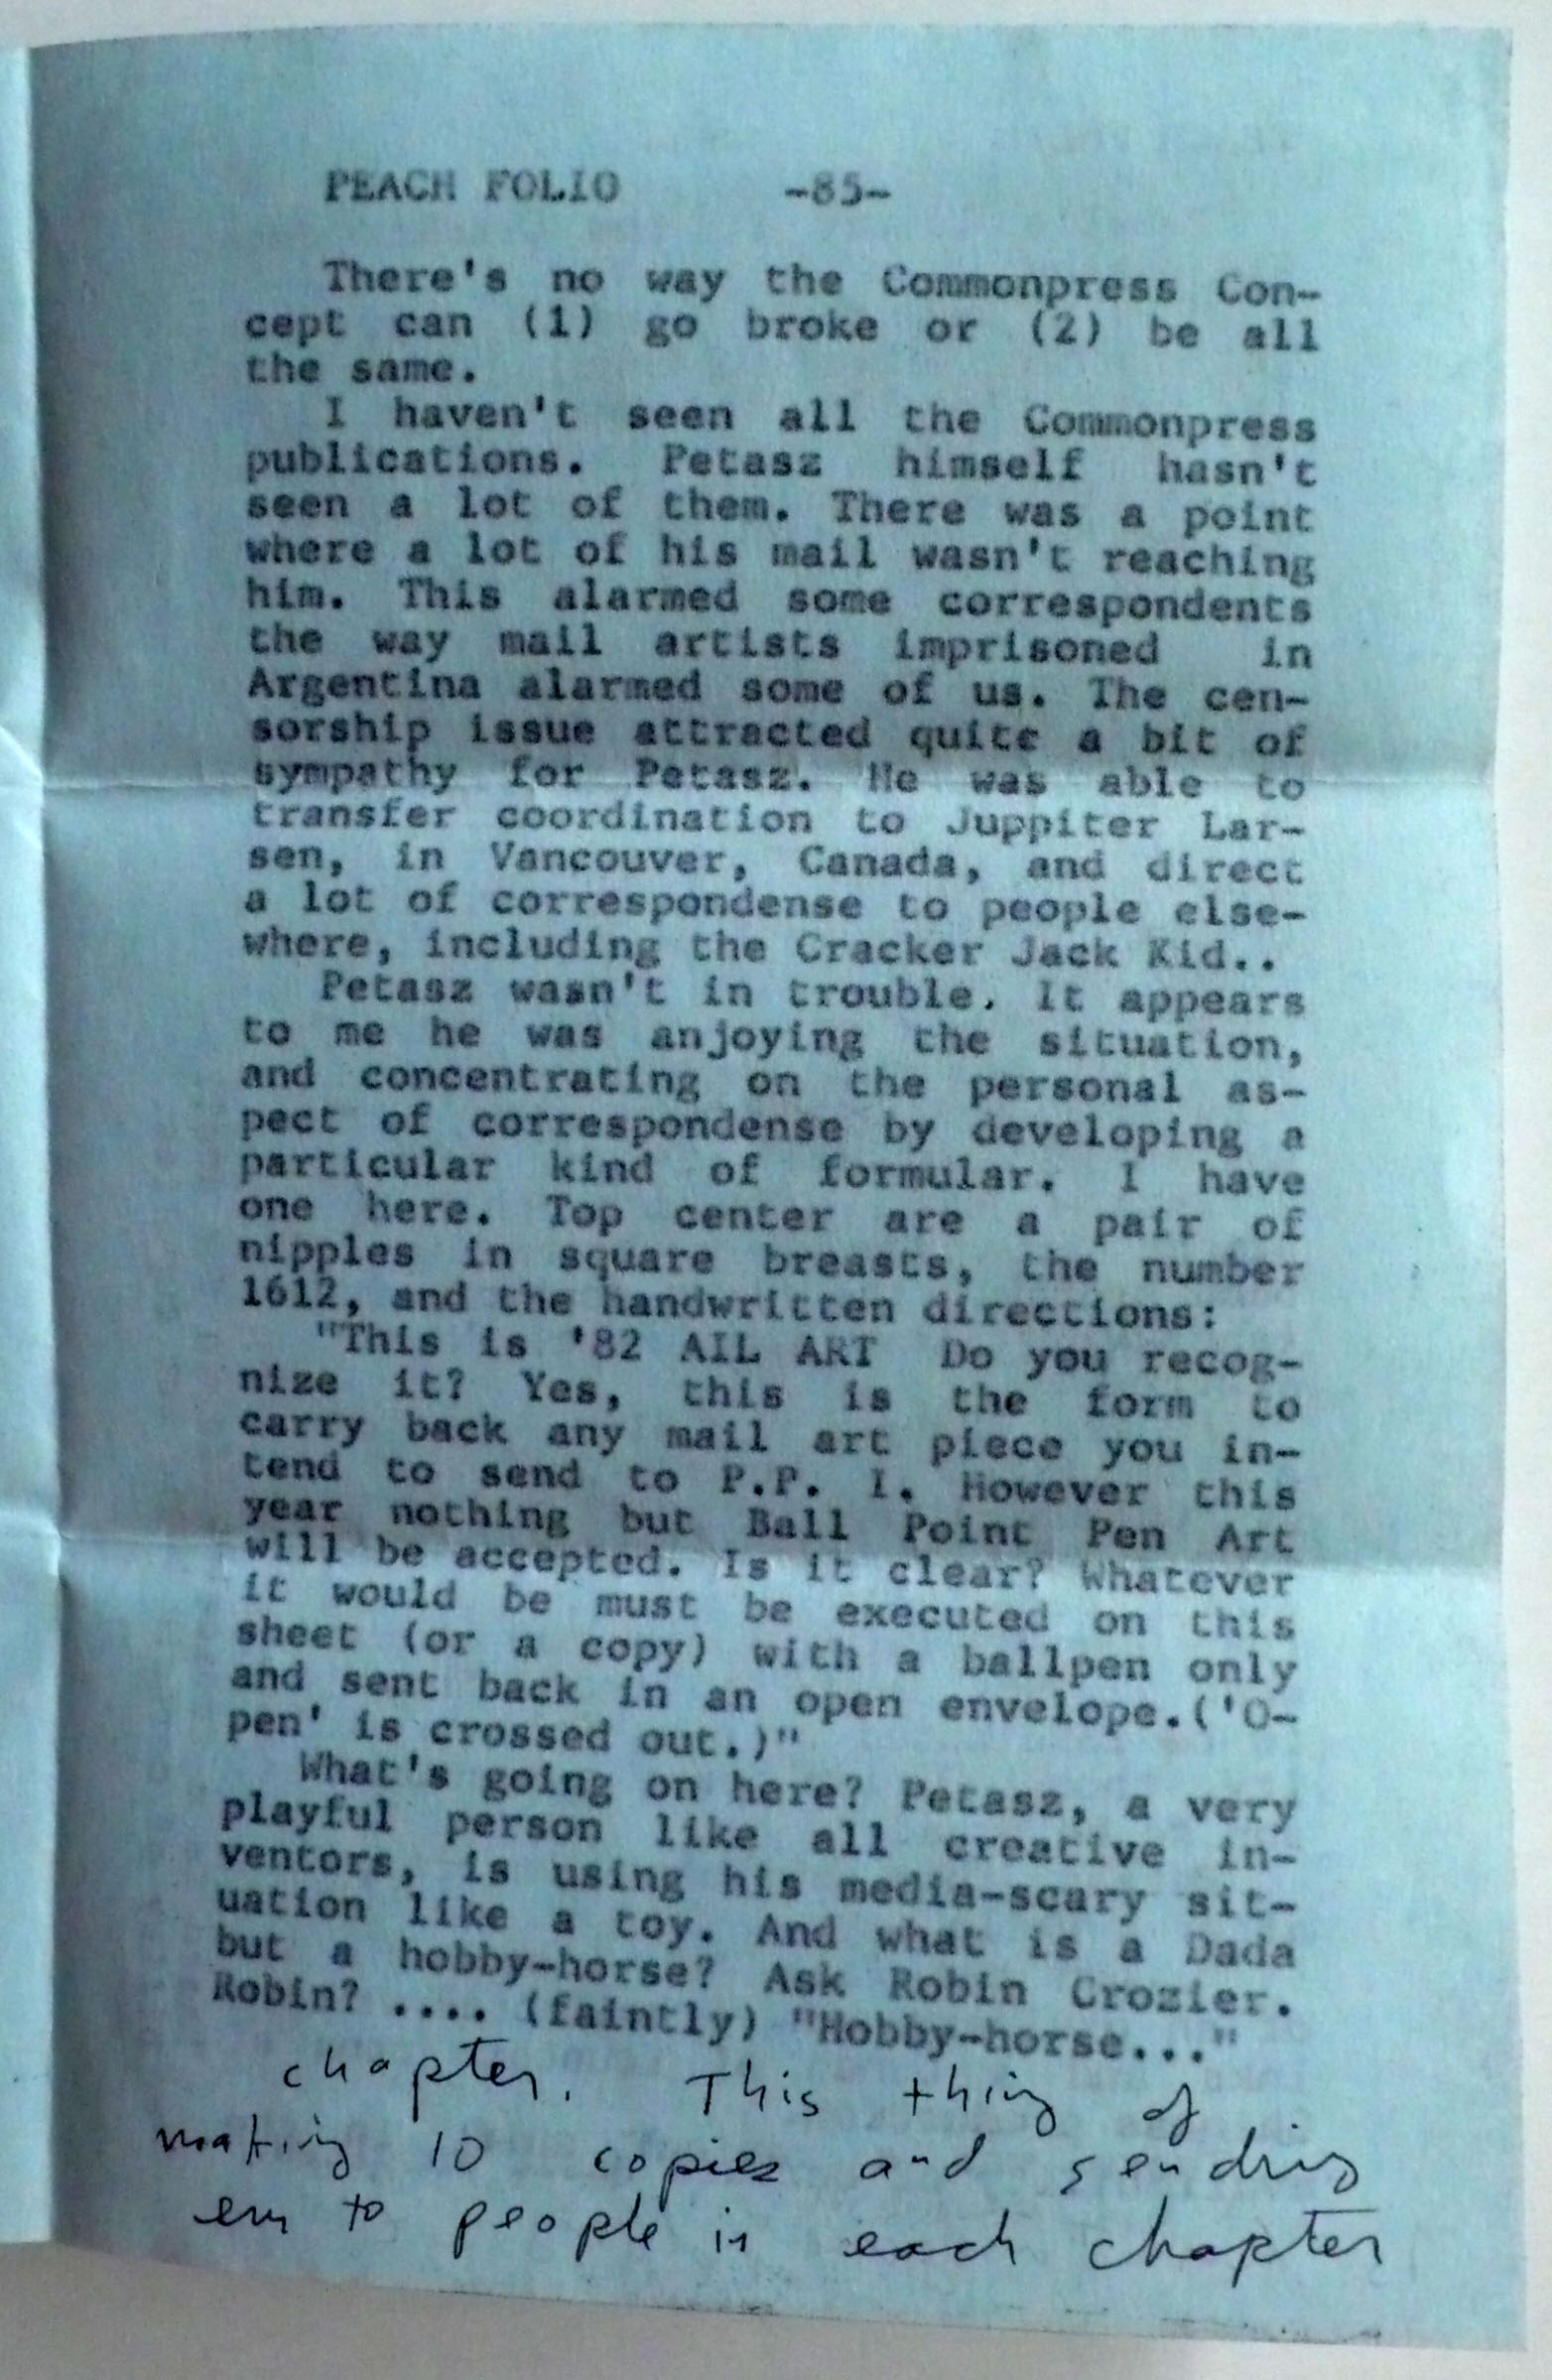 PEACH FOLIO -85-
There's no way the Commonpress Con-
cept can (1) go broke or (2) be all
the same.
I haven't seen all the Commonpress
publications. Petasz himself hasn't
seen a lot of them. There was a point
where a lot of his mail wasn't reaching
him. This alarmed some correspondents
the way mail artists imprisoned in
Argentina alarmed some of us. The cen-
sorship issue attracted quite a bit of
sympathy for Petasz. He was able to
transfer coordination to Juppiter Lar-
sen, in Vancouver, Canada, and direct
a lot of correspondense to people else-
where, including the Cracker Jack Kid..
Petasz wasn't in trouble. It appears
to me he was anjoying the situation,
and concentrating on the personal as-
pect of correspondense by developing a
particular kind of formular. I have
one here. Top center are a pair of
nipples in square breasts, the number
1612, and the handwritten directions:
"This is '82 AIL ART Do you recog-
nize it? Yes, this is the form to
carry back any mail art piece you in-
tend to send to P.P. I. However this
year nothing but Ball Point Pen Art
will be accepted. Is it clear? Whatever
it would be must be executed on this
sheet (or a copy) with a ballpen only
and sent back in an open envelope.('O-
pen' is crossed out.)"
What's going on here? Petasz, a very
playful person like all creative in-
ventors, is using his media-scary sit-
uation like a toy. And what is a Dada
but a hobby-horse? Ask Robin Crozier.
Robin? .... (faintly) "Hobby-horse..."
chapter. This thing of
making 10 copies and sending
em to people in each chapter